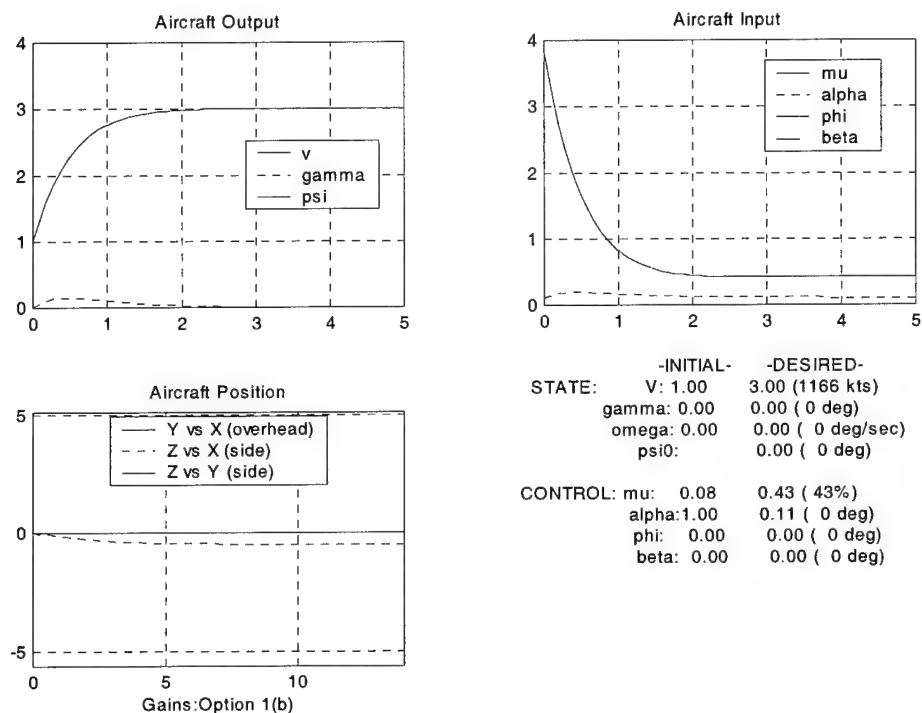 Aircraft Output
4
3
2
1
0
0 1 2 3 4 5
v
gamma
psi
Aircraft Input
4
3
2
1
0
0 1 2 3 4 5
mu
alpha
phi
beta
Aircraft Position
5
0
-5
0 5 10
Y vs X (overhead)
Z vs X (side)
Z vs Y (side)
Gains:Option 1(b)
-INITIAL- -DESIRED-
STATE: V: 1.00 3.00 (1166 kts)
gamma: 0.00 0.00 ( 0 deg)
omega: 0.00 0.00 ( 0 deg/sec)
psi0: 0.00 ( 0 deg)
CONTROL: mu: 0.08 0.43 ( 43%)
alpha:1.00 0.11 ( 0 deg)
phi: 0.00 0.00 ( 0 deg)
beta: 0.00 0.00 ( 0 deg)